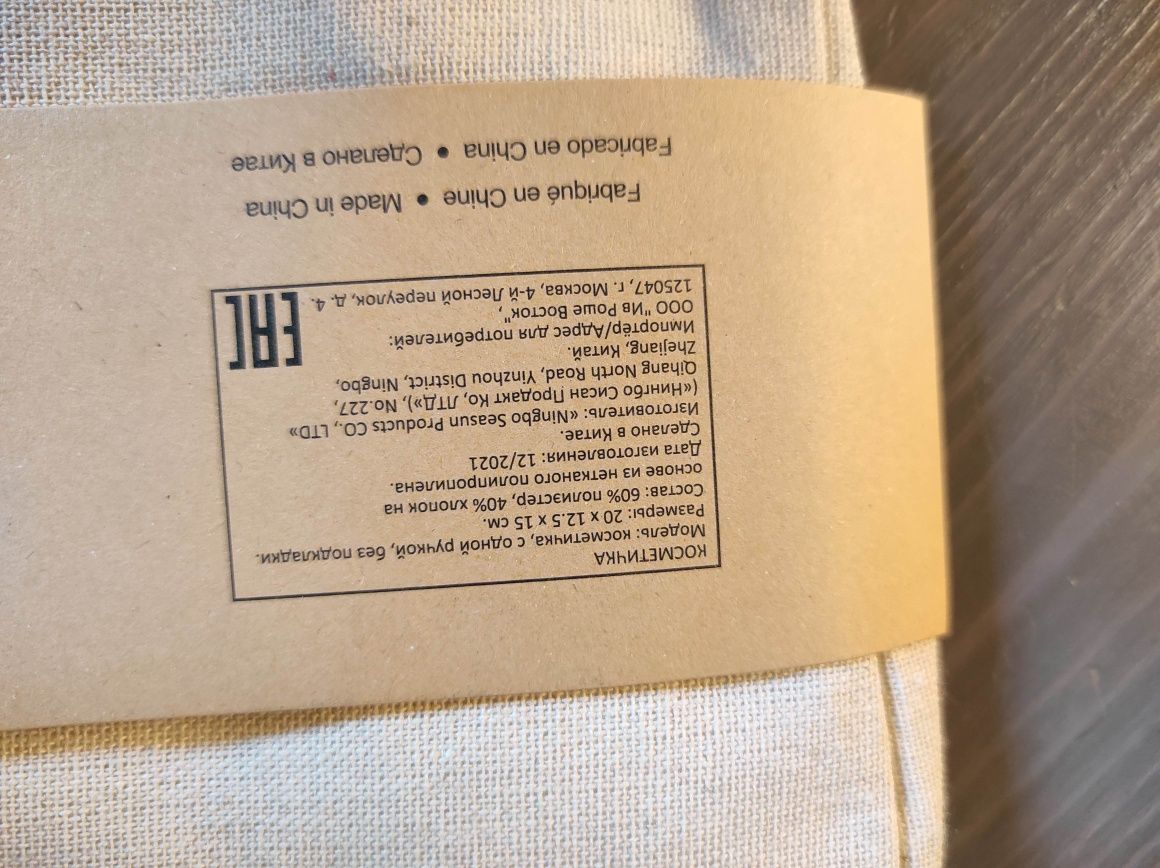 КОСМЕТИЧКА
Модель: косметичка, с одной ручкой, без подкладки.
Размеры: 20 x 12.5 x 15 см.
Состав: 60% полиэстер, 40% хлопок на
основе из нетканого полипропилена.
Дата изготовления: 12/2021
Сделано в Китае.
Изготовитель: «Ningbo Seasun Products CO., LTD»
(«Нингбо Сисан Продакт Ко, ЛТД»), No.227,
Qihang North Road, Yinzhou District, Ningbo,
Zhejiang, Китай.
Импортёр/Адрес для потребителей:
ООО "Ив Роше Восток",
125047, г. Москва, 4-й Лесной переулок, д. 4.
EAC
Fabriqué en Chine • Made in China
Fabricado en China • Сделано в Китае